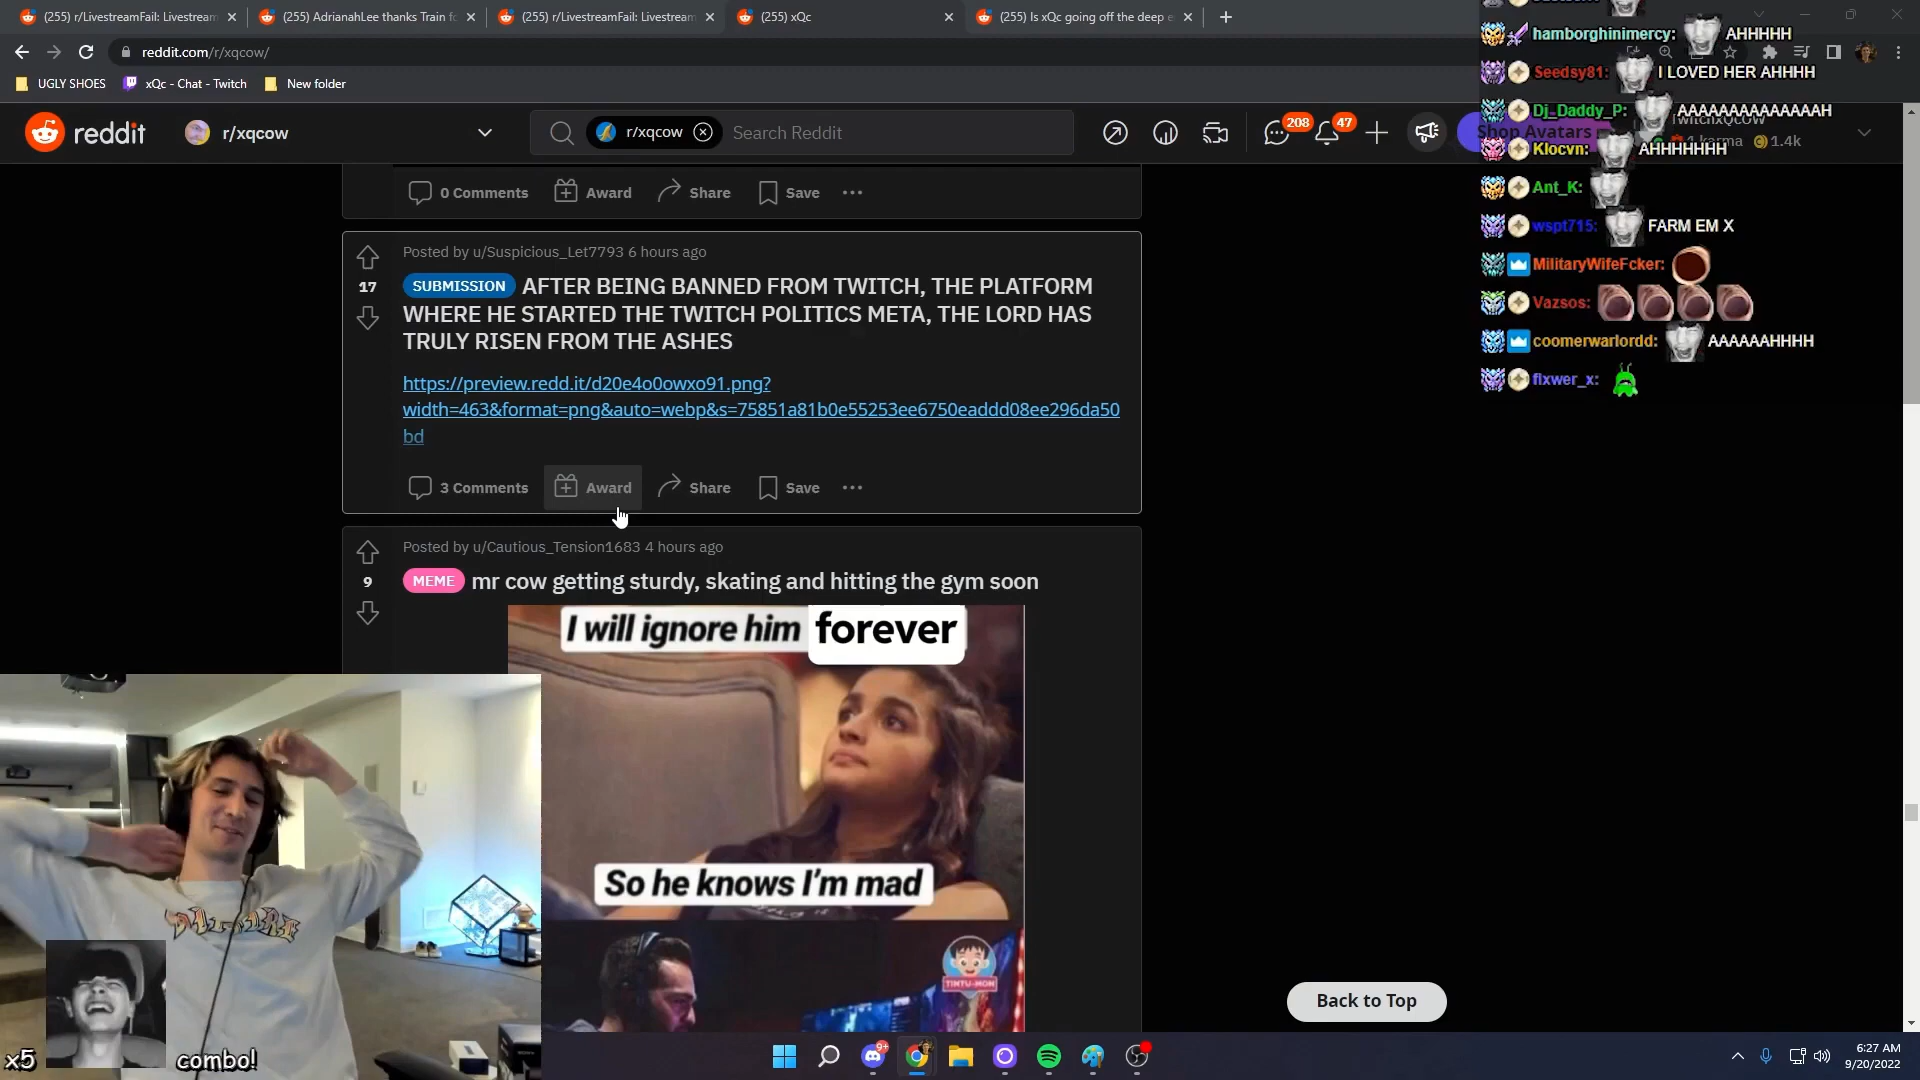 (255) r/LivestreamFail: Livestream
(255) AdrianahLee thanks Train fo
(255) r/LivestreamFail: Livestream
(255) xQc
(255) Is xQc going off the deep e
reddit.com/r/xqcow/
UGLY SHOES
xQc - Chat - Twitch
New folder
reddit
r/xqcow
r/xqcow
Search Reddit
208
47
Shop Avatars
1 karma
1.4k
0 Comments
Award
Share
Save
Posted by u/Suspicious_Let7793 6 hours ago
17
SUBMISSION AFTER BEING BANNED FROM TWITCH, THE PLATFORM
WHERE HE STARTED THE TWITCH POLITICS META, THE LORD HAS
TRULY RISEN FROM THE ASHES
https://preview.redd.it/d20e4o0owxo91.png?
width=463&format=png&auto=webp&s=75851a81b0e55253ee6750eaddd08ee296da50
bd
3 Comments
Award
Share
Save
Posted by u/Cautious_Tension1683 4 hours ago
9
MEME mr cow getting sturdy, skating and hitting the gym soon
I will ignore him forever
So he knows I'm mad
TINTU-MON
Back to Top
hamborghinimercy: AHHHHH
Seedsy81: I LOVED HER AHHHH
Dj_Daddy_P: AAAAAAAAAAAAAAH
Klocvn: AHHHHHHH
Ant_K:
wspt715: FARM EM X
MilitaryWifeFcker:
Vazsos:
coomerwarlordd: AAAAAAHHHH
flxwer_x:
x5
combo!
9+
6:27 AM
9/20/2022